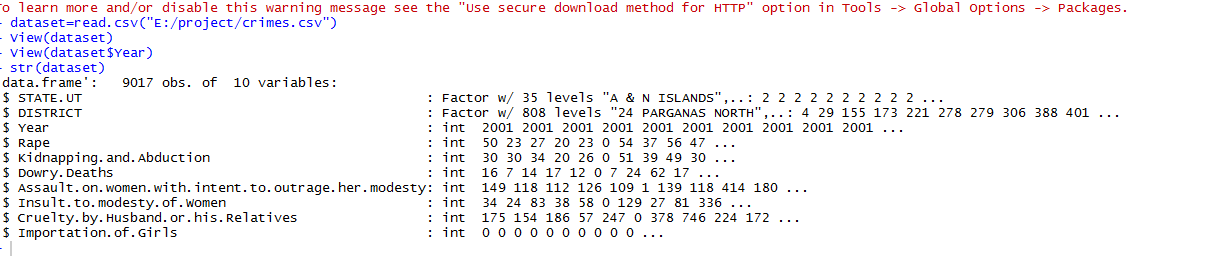 o learn more and/or disable this warning message see the "Use secure download method for HTTP" option in Tools -> Global Options -> Packages.
dataset=read.csv("E:/project/crimes.csv")
View(dataset)
View(dataset$Year)
str(dataset)
data.frame': 9017 obs. of 10 variables:
$ STATE.UT : Factor w/ 35 levels "A & N ISLANDS",..: 2 2 2 2 2 2 2 2 2 2 ...
$ DISTRICT : Factor w/ 808 levels "24 PARGANAS NORTH",..: 4 29 155 173 221 278 279 306 388 401 ...
$ Year : int 2001 2001 2001 2001 2001 2001 2001 2001 2001 2001 ...
$ Rape : int 50 23 27 20 23 0 54 37 56 47 ...
$ Kidnapping.and.Abduction : int 30 30 34 20 26 0 51 39 49 30 ...
$ Dowry.Deaths : int 16 7 14 17 12 0 7 24 62 17 ...
$ Assault.on.women.with.intent.to.outrage.her.modesty: int 149 118 112 126 109 1 139 118 414 180 ...
$ Insult.to.modesty.of.Women : int 34 24 83 38 58 0 129 27 81 336 ...
$ Cruelty.by.Husband.or.his.Relatives : int 175 154 186 57 247 0 378 746 224 172 ...
$ Importation.of.Girls : int 0 0 0 0 0 0 0 0 0 0 ...